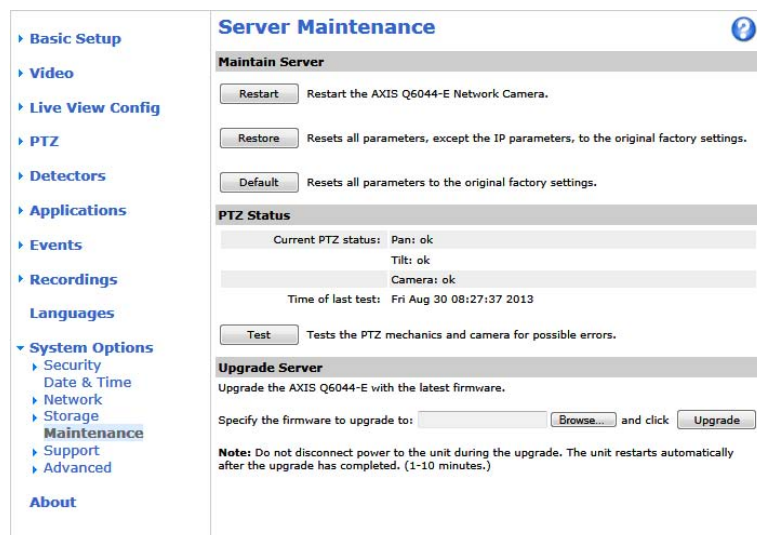 Basic Setup
Video
Live View Config
PTZ
Detectors
Applications
Events
Recordings
Languages
System Options
Security
Date & Time
Network
Storage
Maintenance
Support
Advanced
About
Server Maintenance
?
Maintain Server
Restart Restart the AXIS Q6044-E Network Camera.
Restore Resets all parameters, except the IP parameters, to the original factory settings.
Default Resets all parameters to the original factory settings.
PTZ Status
Current PTZ status: Pan: ok
Tilt: ok
Camera: ok
Time of last test: Fri Aug 30 08:27:37 2013
Test Tests the PTZ mechanics and camera for possible errors.
Upgrade Server
Upgrade the AXIS Q6044-E with the latest firmware.
Specify the firmware to upgrade to: Browse... and click Upgrade
Note: Do not disconnect power to the unit during the upgrade. The unit restarts automatically
after the upgrade has completed. (1-10 minutes.)